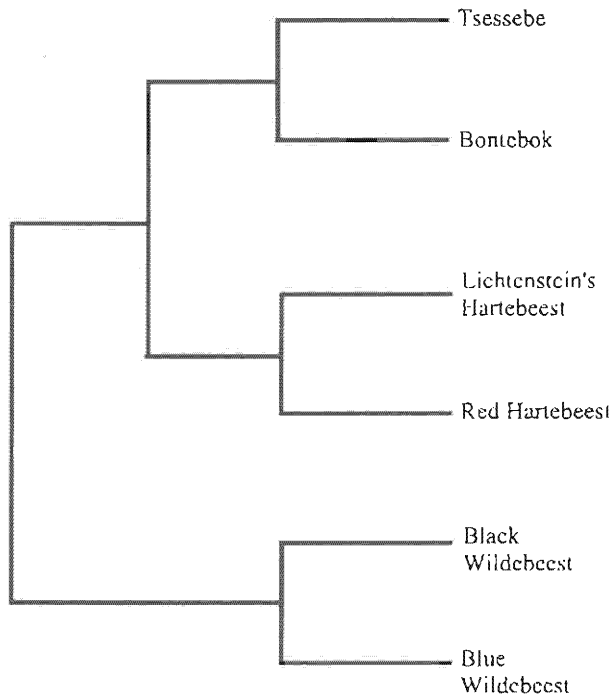 Tsessebe
Bontebok
Lichtenstein's
Hartebeest
Red Hartebeest
Black
Wildebeest
Blue
Wildebeest